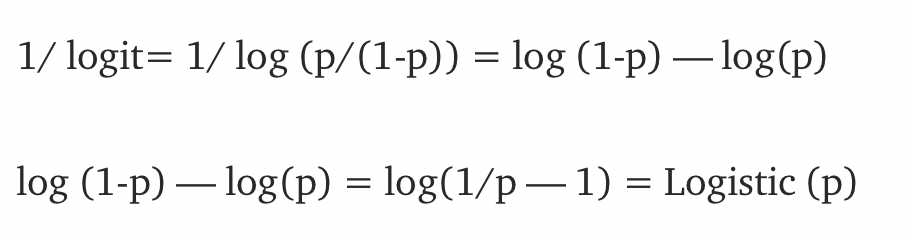 1/ logit= 1/ log (p/(1-p)) = log (1-p) — log(p)
log (1-p) — log(p) = log(1/p — 1) = Logistic (p)